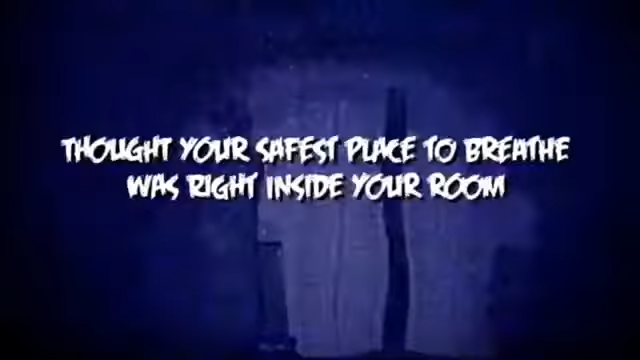 THOUGHT YOUR SAFEST PLACE TO BREATHE
WAS RIGHT INSIDE YOUR ROOM